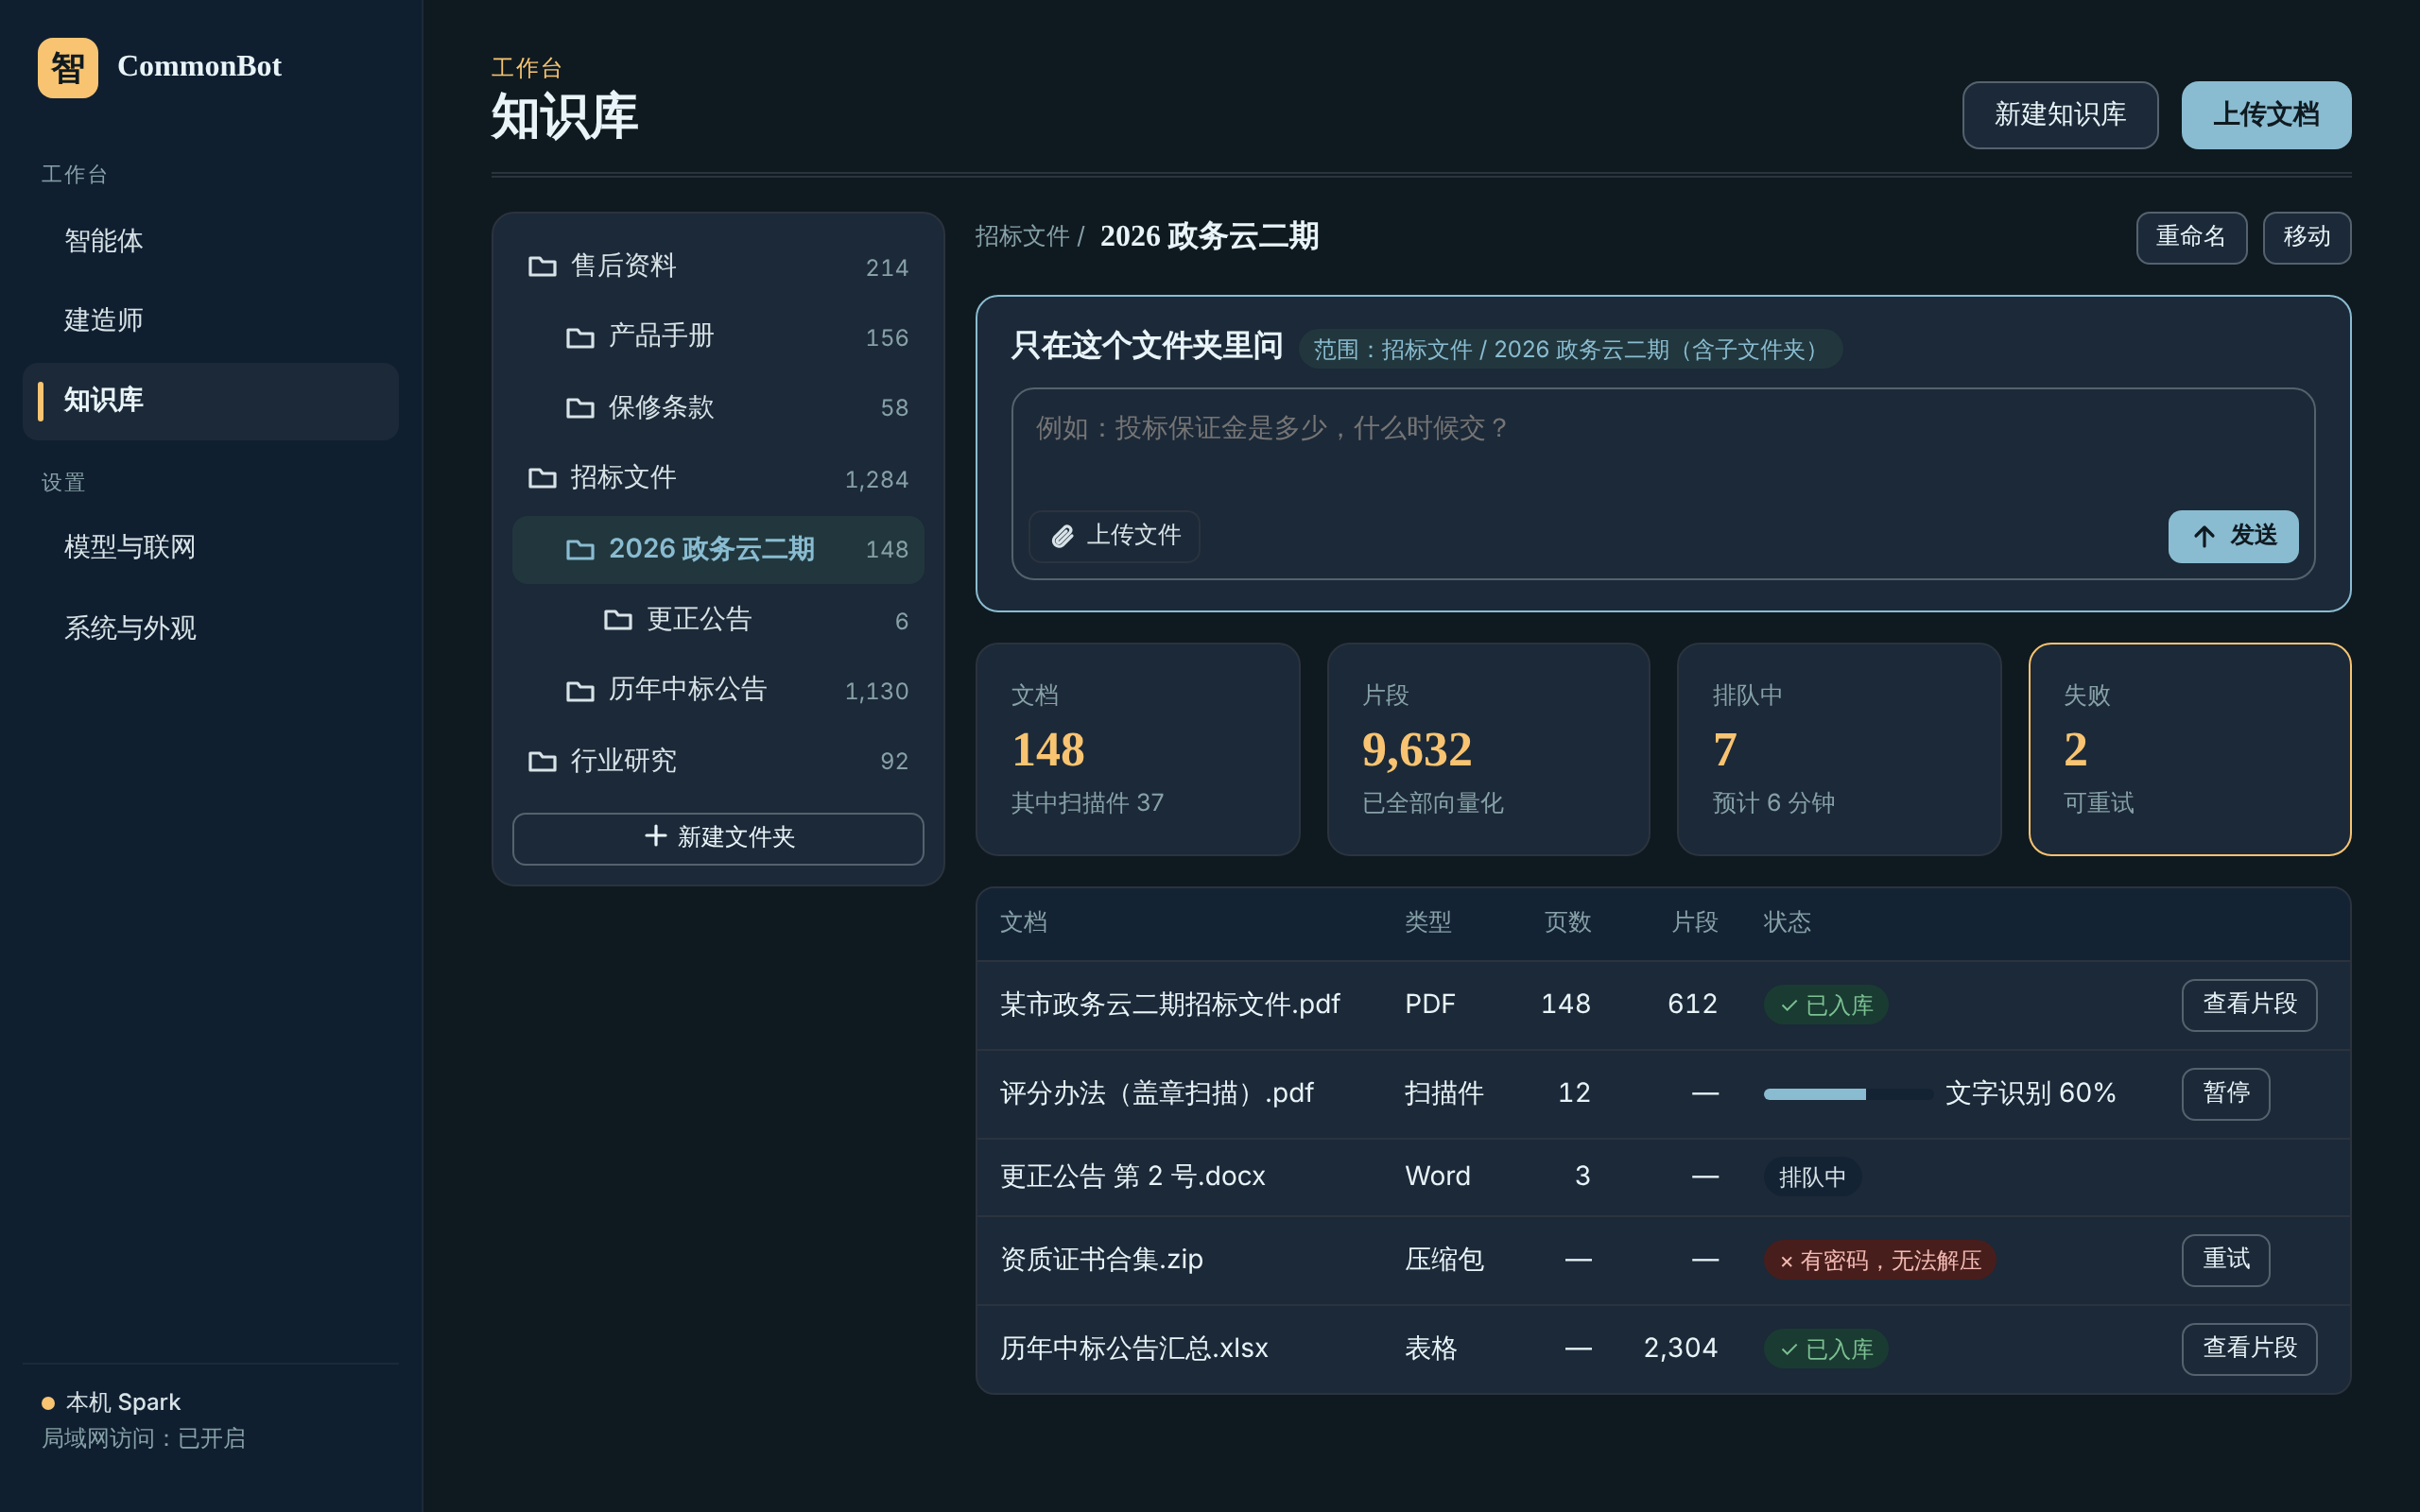 智 CommonBot
工作台
智能体
建造师
知识库
设置
模型与联网
系统与外观
本机 Spark
局域网访问：已开启
工作台
知识库
新建知识库
上传文档
售后资料 214
产品手册 156
保修条款 58
招标文件 1,284
2026 政务云二期 148
更正公告 6
历年中标公告 1,130
行业研究 92
新建文件夹
招标文件 / 2026 政务云二期
重命名
移动
只在这个文件夹里问 范围：招标文件 / 2026 政务云二期（含子文件夹）
例如：投标保证金是多少，什么时候交？
上传文件
发送
文档
148
其中扫描件 37
片段
9,632
已全部向量化
排队中
7
预计 6 分钟
失败
2
可重试
文档 类型 页数 片段 状态
某市政务云二期招标文件.pdf PDF 148 612 ✓ 已入库 查看片段
评分办法（盖章扫描）.pdf 扫描件 12 — 文字识别 60% 暂停
更正公告 第 2 号.docx Word 3 — 排队中
资质证书合集.zip 压缩包 — — × 有密码，无法解压 重试
历年中标公告汇总.xlsx 表格 — 2,304 ✓ 已入库 查看片段